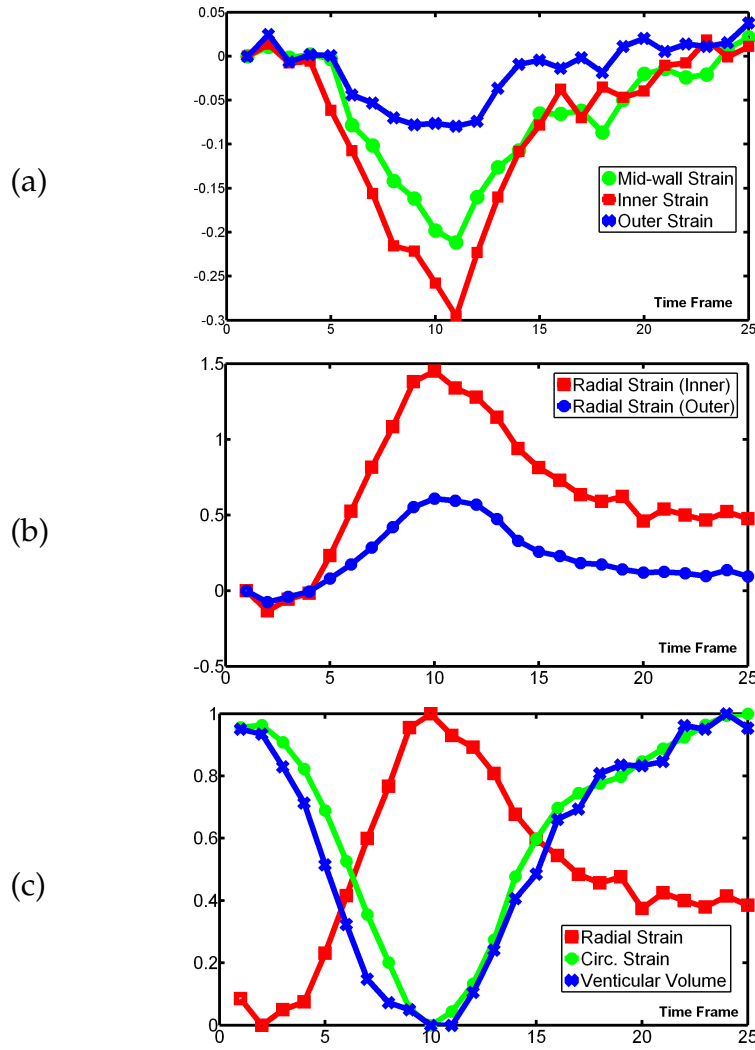 (a)
0.05
0
-0.05
-0.1
-0.15
-0.2
-0.25
-0.3
Mid-wall Strain
Inner Strain
Outer Strain
Time Frame
0 5 10 15 20 25
(b)
1.5
1
0.5
0
-0.5
Radial Strain (Inner)
Radial Strain (Outer)
Time Frame
0 5 10 15 20 25
(c)
1
0.8
0.6
0.4
0.2
0
Radial Strain
Circ. Strain
Venticular Volume
Time Frame
0 5 10 15 20 25